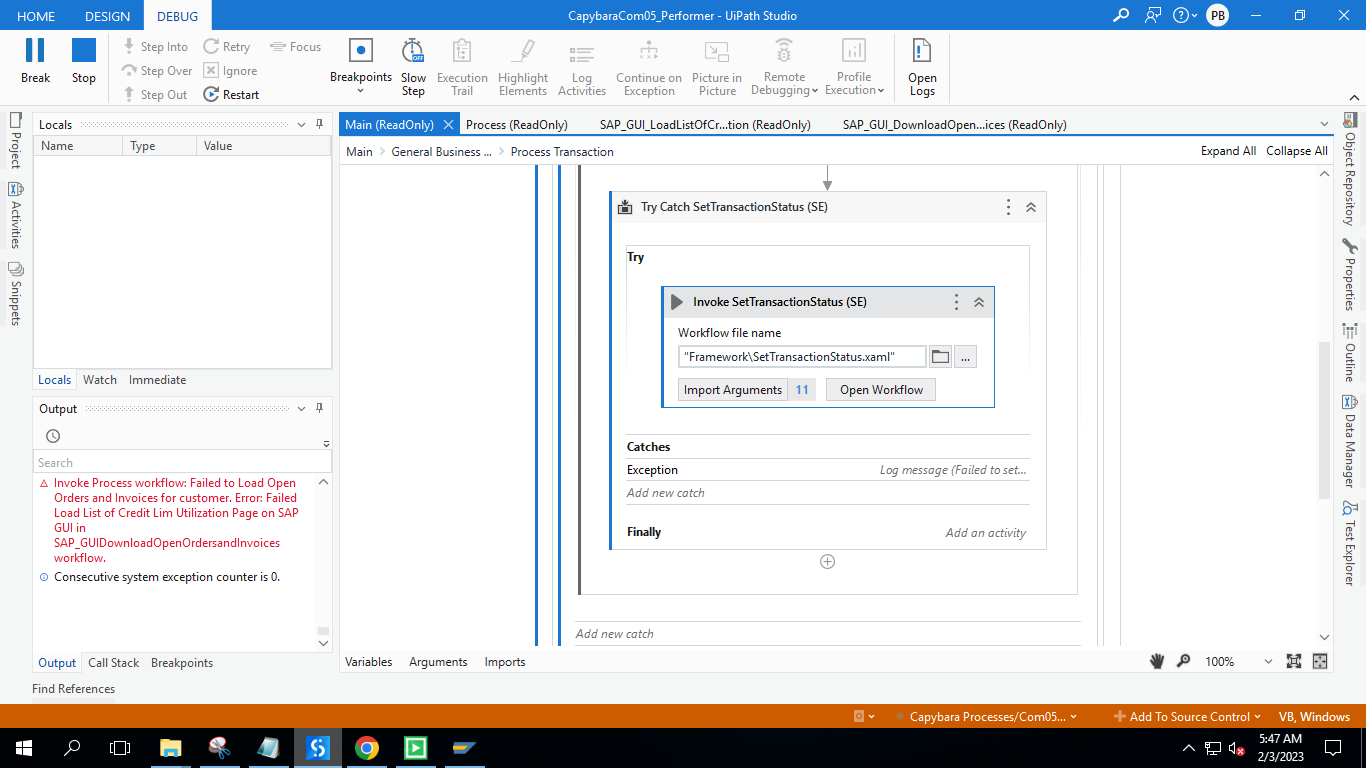 HOME DESIGN DEBUG
CapybaraCom05_Performer - UiPath Studio
PB
Break
Stop
Step Into
Step Over
Step Out
Retry
Ignore
Restart
Focus
Breakpoints
Slow
Step
OFF
Execution
Trail
Highlight
Elements
Log
Activities
Continue on
Exception
Picture in
Picture
Remote
Debugging
Profile
Execution
Open
Logs
Project
Activities
Snippets
Locals
Name Type Value
Locals Watch Immediate
Output
Search
Invoke Process workflow: Failed to Load Open
Orders and Invoices for customer. Error: Failed
Load List of Credit Lim Utilization Page on SAP
GUI in
SAP_GUIDownloadOpenOrdersandInvoices
workflow.
Consecutive system exception counter is 0.
Output Call Stack Breakpoints
Find References
Main (ReadOnly) Process (ReadOnly) SAP_GUI_LoadListOfCr...tion (ReadOnly) SAP_GUI_DownloadOpen...ices (ReadOnly)
Main General Business ... Process Transaction
Expand All Collapse All
Try Catch SetTransactionStatus (SE)
Try
Invoke SetTransactionStatus (SE)
Workflow file name
"Framework\SetTransactionStatus.xaml"
...
Import Arguments 11 Open Workflow
Catches
Exception Log message (Failed to set...
Add new catch
Finally Add an activity
Add new catch
Variables Arguments Imports
100%
Object Repository
Properties
Outline
Data Manager
Test Explorer
Capybara Processes/Com05...
Add To Source Control
VB, Windows
5:47 AM
2/3/2023